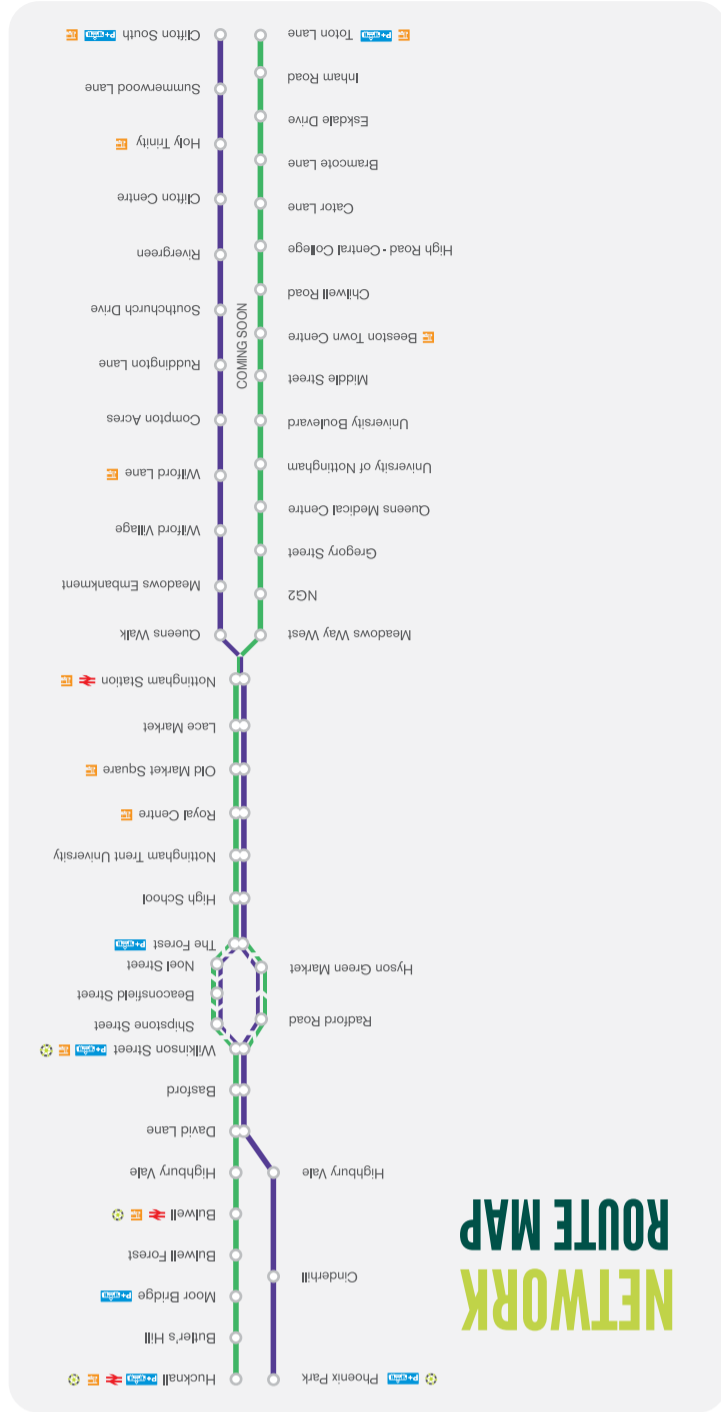 NETWORK
ROUTE MAP
Phoenix Park
Cinderhill
Highbury Vale
Hucknall
Butler's Hill
Moor Bridge
Bulwell Forest
Bulwell
Highbury Vale
David Lane
Basford
Wilkinson Street
Radford Road
Hyson Green Market
Shipstone Street
Beaconsfield Street
Noel Street
The Forest
High School
Nottingham Trent University
Royal Centre
Old Market Square
Lace Market
Nottingham Station
Meadows Way West
NG2
Gregory Street
Queens Medical Centre
University of Nottingham
University Boulevard
Middle Street
Beeston Town Centre
Chilwell Road
High Road - Central College
Cator Lane
Bramcote Lane
Eskdale Drive
Inham Road
Toton Lane
COMING SOON
Queens Walk
Meadows Embankment
Wilford Village
Wilford Lane
Compton Acres
Ruddington Lane
Southchurch Drive
Rivergreen
Clifton Centre
Holy Trinity
Summerwood Lane
Clifton South